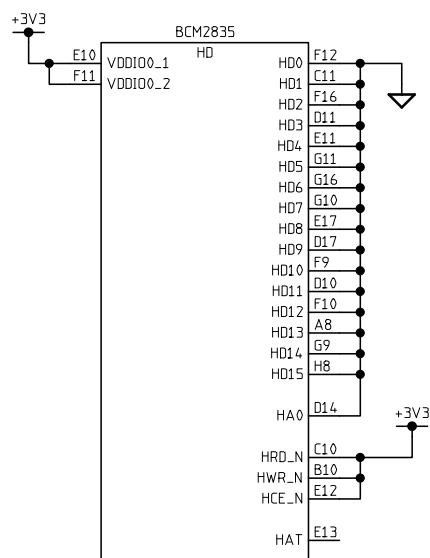 +3V3
BCM2835
HD
E10 VDDIO0_1
F11 VDDIO0_2
HD0 F12
HD1 C11
HD2 F16
HD3 D11
HD4 E11
HD5 G11
HD6 G16
HD7 G10
HD8 E17
HD9 D17
HD10 F9
HD11 D10
HD12 F10
HD13 A8
HD14 G9
HD15 H8
HA0 D14
+3V3
HRD_N C10
HWR_N B10
HCE_N E12
HAT E13